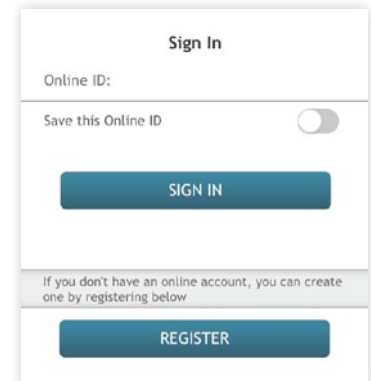 Sign In
Online ID:
Save this Online ID
SIGN IN
If you don't have an online account, you can create
one by registering below
REGISTER